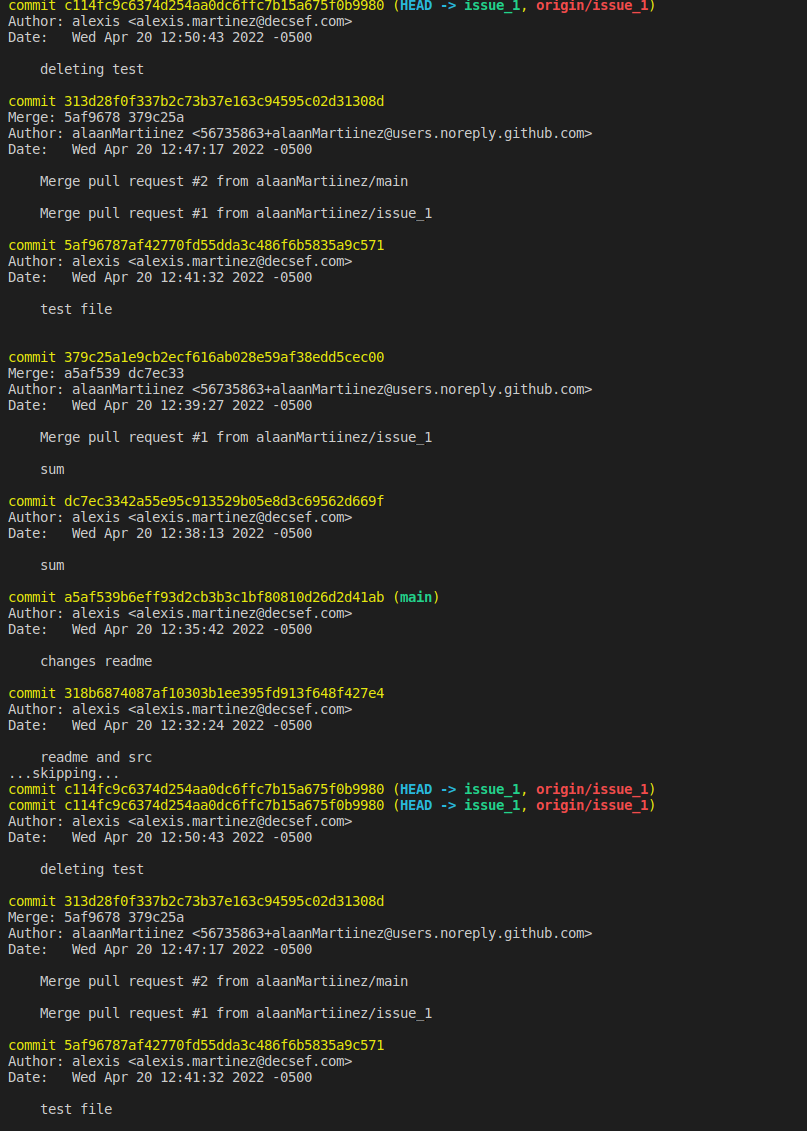 commit c114fc9c6374d254aa0dc6ffc7b15a675f0b9980 (HEAD -> issue_1, origin/issue_1)
Author: alexis <alexis.martinez@decsef.com>
Date:   Wed Apr 20 12:50:43 2022 -0500
deleting test
commit 313d28f0f337b2c73b37e163c94595c02d31308d
Merge: 5af9678 379c25a
Author: alaanMartiinez <56735863+alaanMartiinez@users.noreply.github.com>
Date:   Wed Apr 20 12:47:17 2022 -0500
Merge pull request #2 from alaanMartiinez/main
Merge pull request #1 from alaanMartiinez/issue_1
commit 5af96787af42770fd55dda3c486f6b5835a9c571
Author: alexis <alexis.martinez@decsef.com>
Date:   Wed Apr 20 12:41:32 2022 -0500
test file
commit 379c25a1e9cb2ecf616ab028e59af38edd5cec00
Merge: a5af539 dc7ec33
Author: alaanMartiinez <56735863+alaanMartiinez@users.noreply.github.com>
Date:   Wed Apr 20 12:39:27 2022 -0500
Merge pull request #1 from alaanMartiinez/issue_1
sum
commit dc7ec3342a55e95c913529b05e8d3c69562d669f
Author: alexis <alexis.martinez@decsef.com>
Date:   Wed Apr 20 12:38:13 2022 -0500
sum
commit a5af539b6eff93d2cb3b3c1bf80810d26d2d41ab (main)
Author: alexis <alexis.martinez@decsef.com>
Date:   Wed Apr 20 12:35:42 2022 -0500
changes readme
commit 318b6874087af10303b1ee395fd913f648f427e4
Author: alexis <alexis.martinez@decsef.com>
Date:   Wed Apr 20 12:32:24 2022 -0500
readme and src
...skipping...
commit c114fc9c6374d254aa0dc6ffc7b15a675f0b9980 (HEAD -> issue_1, origin/issue_1)
commit c114fc9c6374d254aa0dc6ffc7b15a675f0b9980 (HEAD -> issue_1, origin/issue_1)
Author: alexis <alexis.martinez@decsef.com>
Date:   Wed Apr 20 12:50:43 2022 -0500
deleting test
commit 313d28f0f337b2c73b37e163c94595c02d31308d
Merge: 5af9678 379c25a
Author: alaanMartiinez <56735863+alaanMartiinez@users.noreply.github.com>
Date:   Wed Apr 20 12:47:17 2022 -0500
Merge pull request #2 from alaanMartiinez/main
Merge pull request #1 from alaanMartiinez/issue_1
commit 5af96787af42770fd55dda3c486f6b5835a9c571
Author: alexis <alexis.martinez@decsef.com>
Date:   Wed Apr 20 12:41:32 2022 -0500
test file